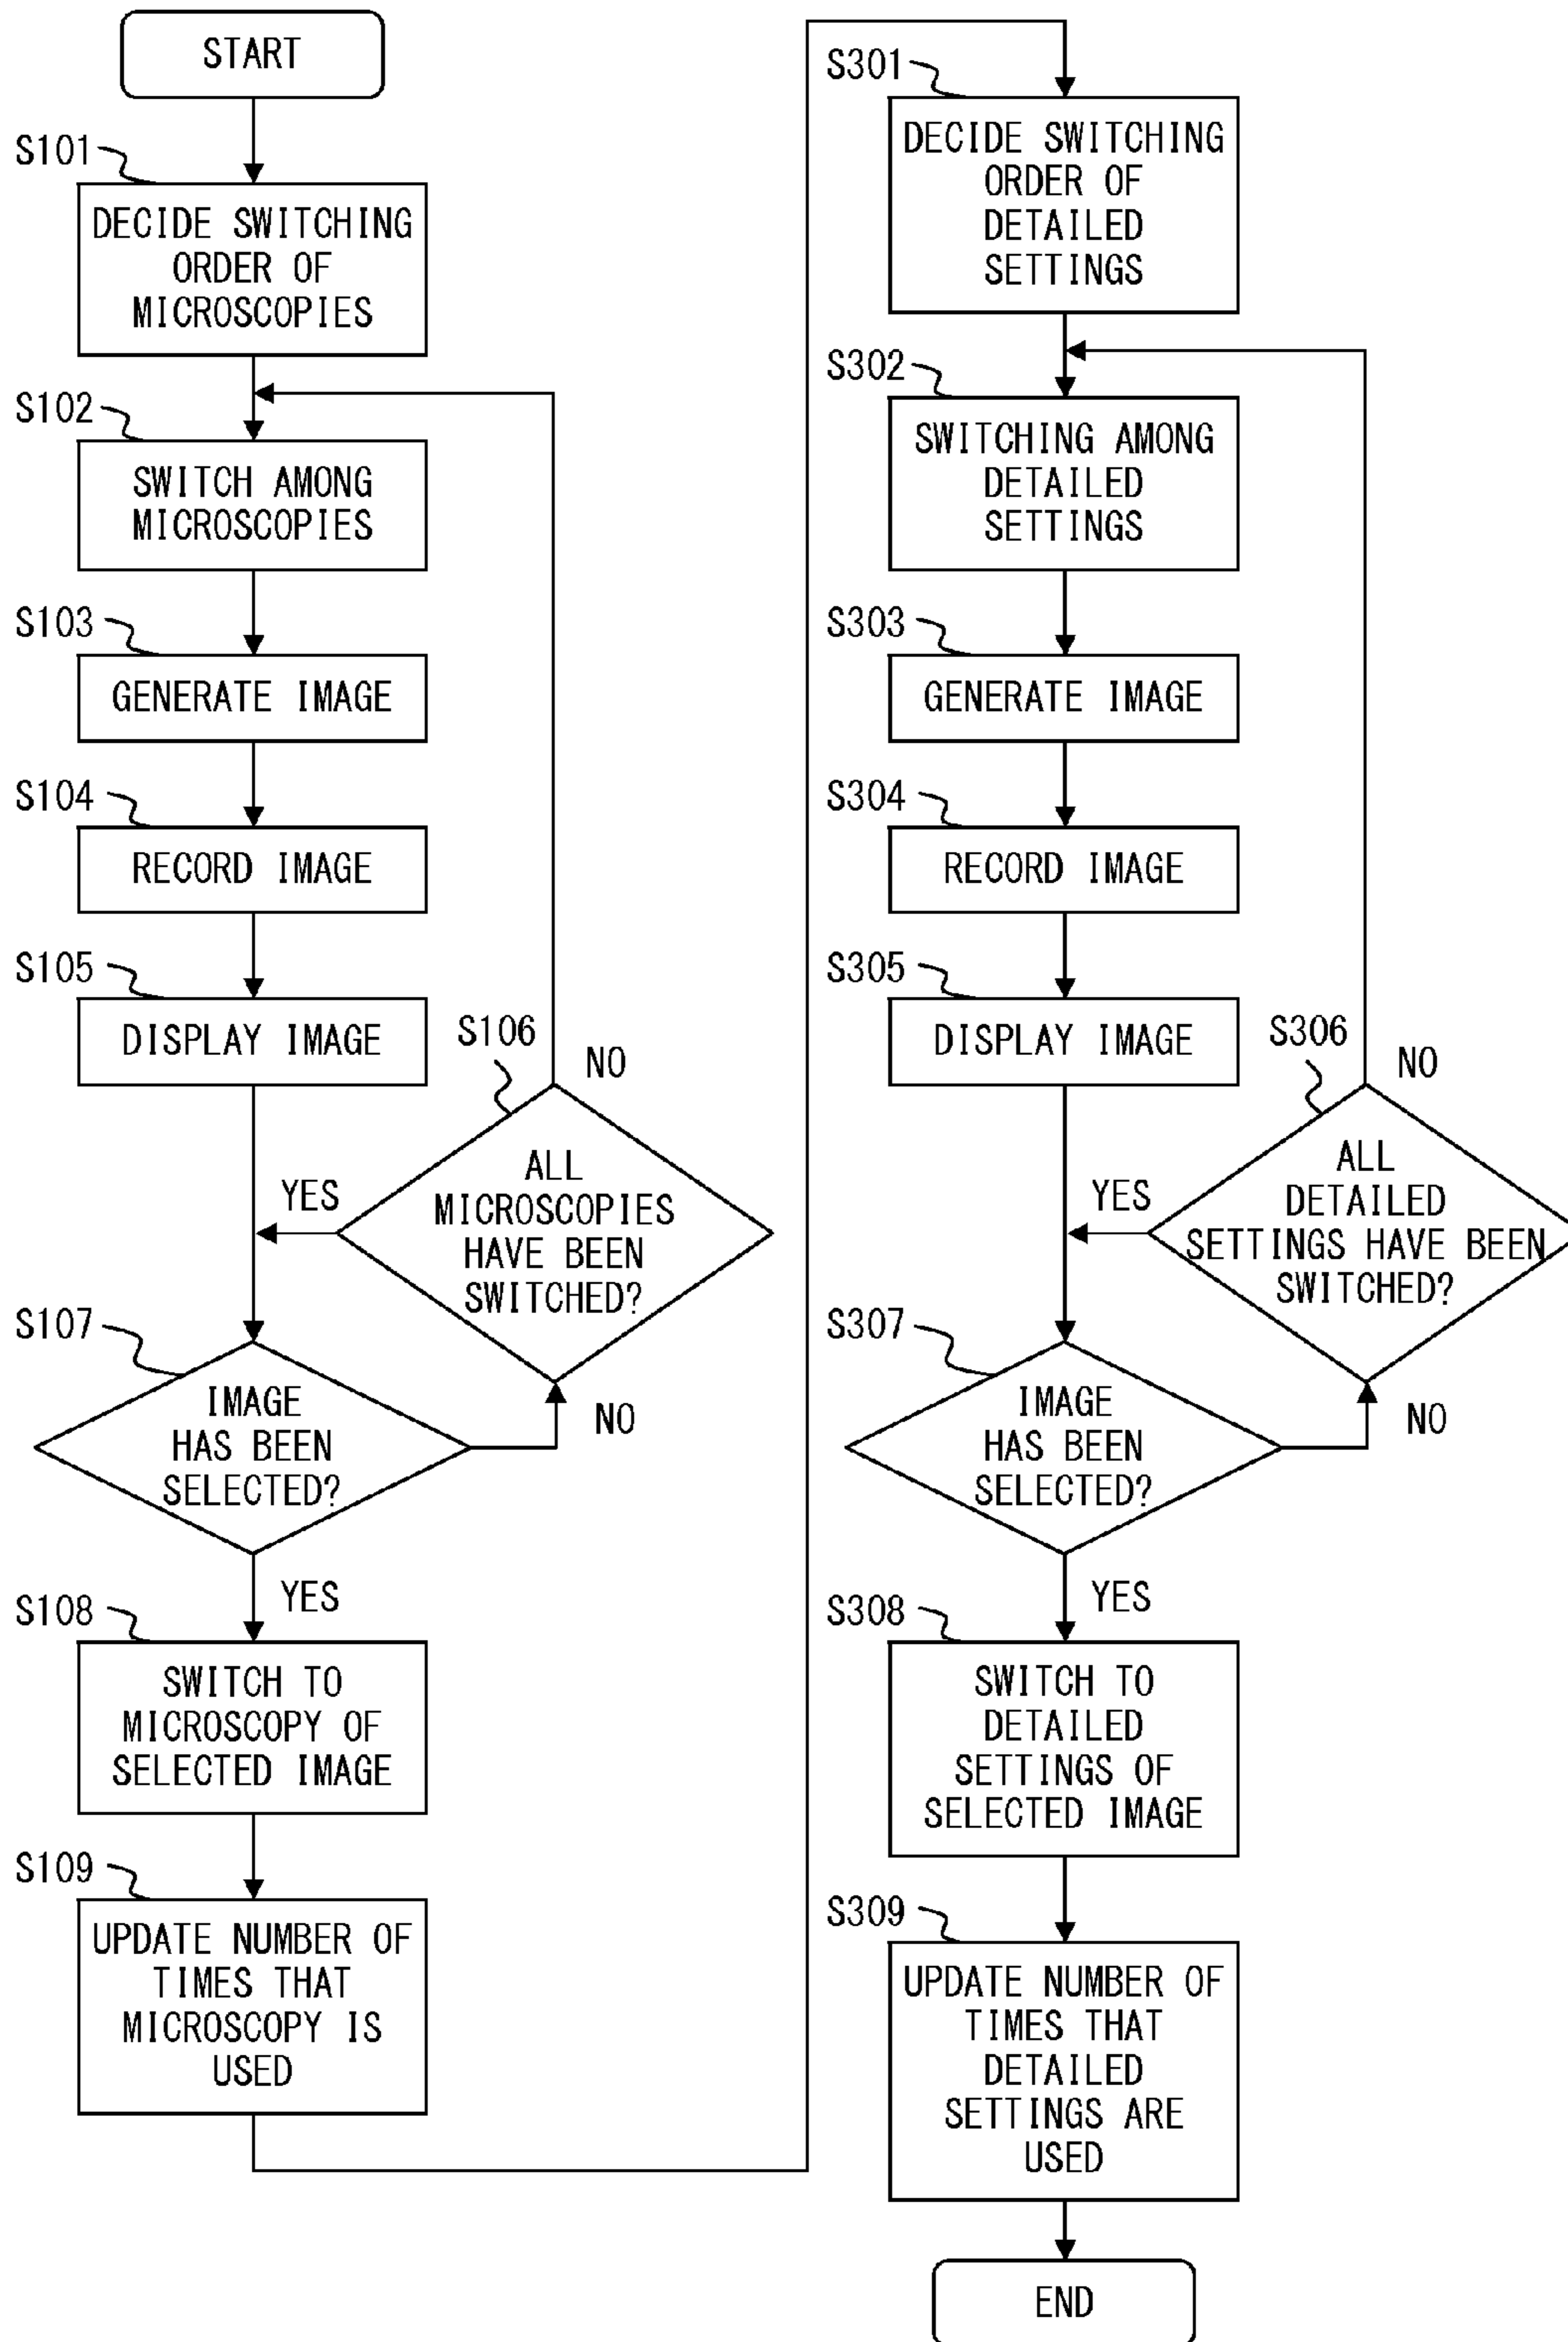 START
S101
DECIDE SWITCHING
ORDER OF
MICROSCOPIES
S102
SWITCH AMONG
MICROSCOPIES
S103
GENERATE IMAGE
S104
RECORD IMAGE
S105
DISPLAY IMAGE
S106
NO
ALL
MICROSCOPIES
HAVE BEEN
SWITCHED?
YES
S107
IMAGE
HAS BEEN
SELECTED?
NO
YES
S108
SWITCH TO
MICROSCOPY OF
SELECTED IMAGE
S109
UPDATE NUMBER OF
TIMES THAT
MICROSCOPY IS
USED
S301
DECIDE SWITCHING
ORDER OF
DETAILED
SETTINGS
S302
SWITCHING AMONG
DETAILED
SETTINGS
S303
GENERATE IMAGE
S304
RECORD IMAGE
S305
DISPLAY IMAGE
S306
NO
ALL
DETAILED
SETTINGS HAVE BEEN
SWITCHED?
YES
S307
IMAGE
HAS BEEN
SELECTED?
NO
YES
S308
SWITCH TO
DETAILED
SETTINGS OF
SELECTED IMAGE
S309
UPDATE NUMBER OF
TIMES THAT
DETAILED
SETTINGS ARE
USED
END